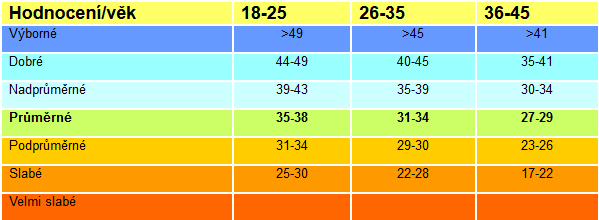 Hodnocení/věk 18-25 26-35 36-45
Výborné >49 >45 >41
Dobré 44-49 40-45 35-41
Nadprůměrné 39-43 35-39 30-34
Průměrné 35-38 31-34 27-29
Podprůměrné 31-34 29-30 23-26
Slabé 25-30 22-28 17-22
Velmi slabé